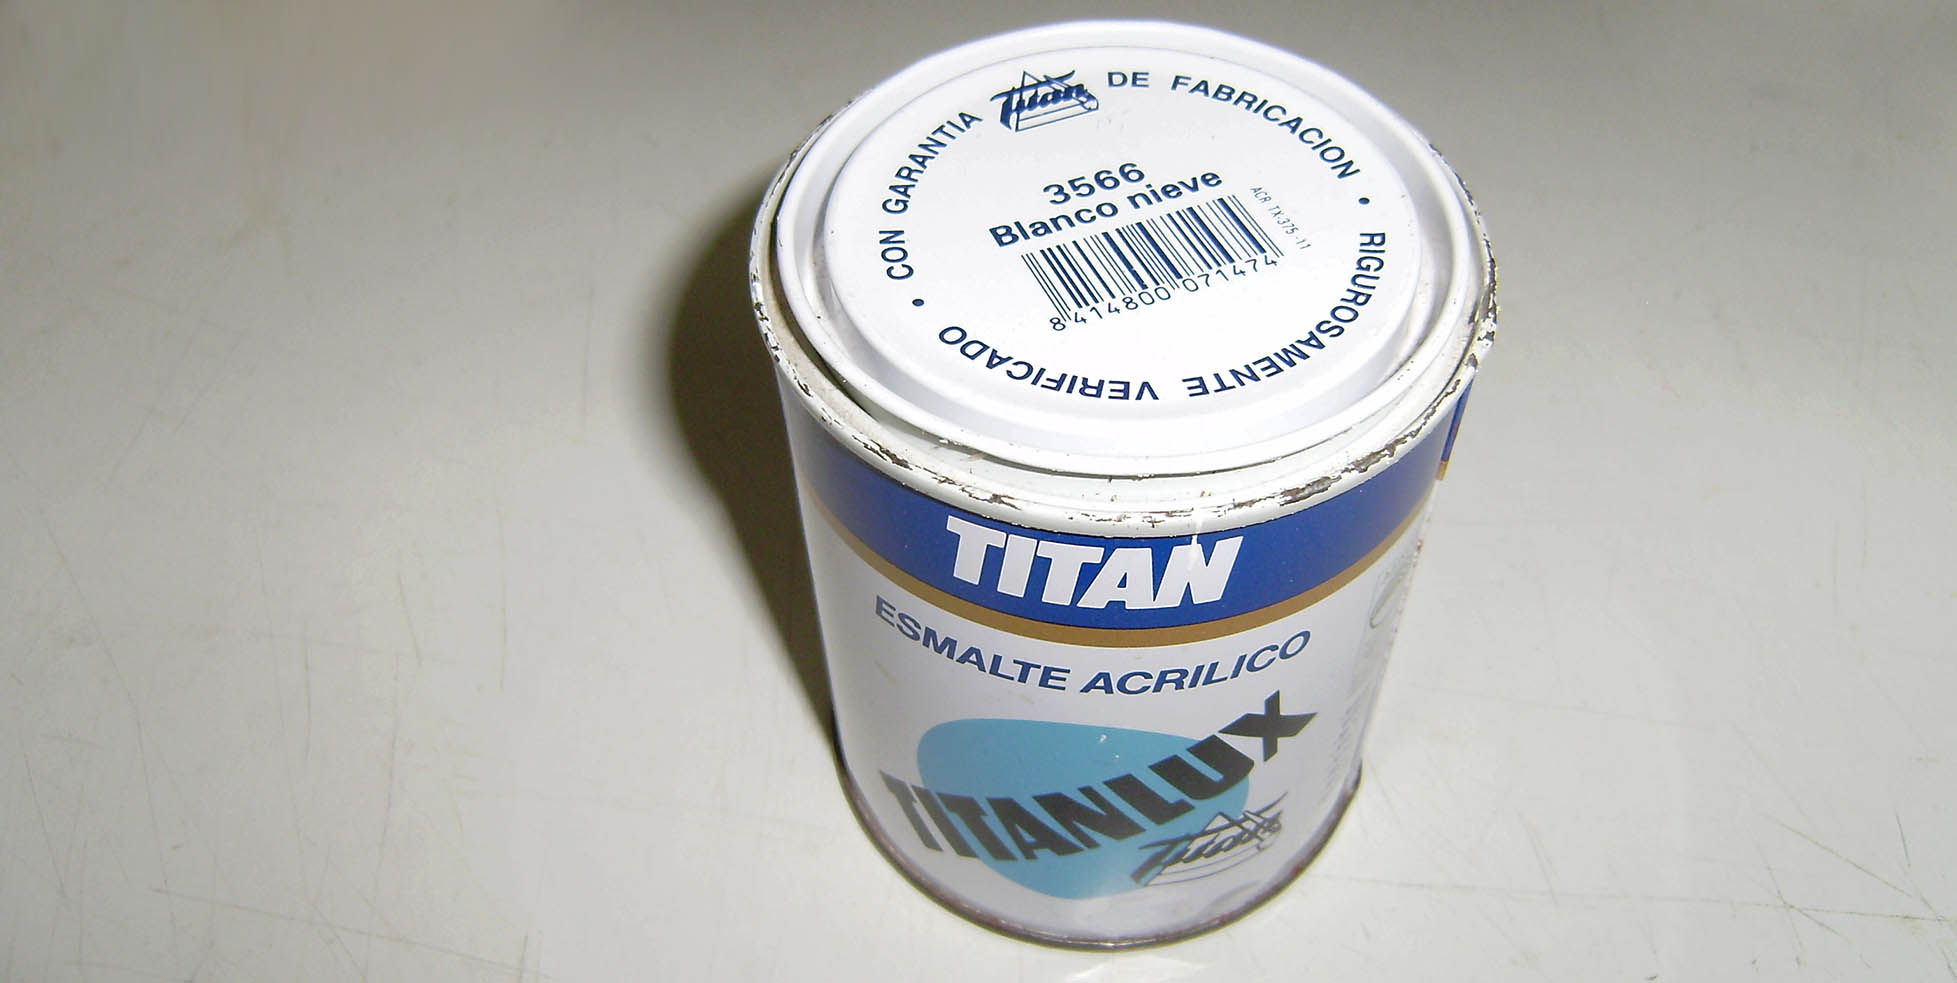 CON GARANTIA Titan DE FABRICACION • RIGUROSAMENTE VERIFICADO •
3566
Blanco nieve
ACR TX-375-11
8 414800 071474
TITAN
ESMALTE ACRILICO
TITANLUX
Titan